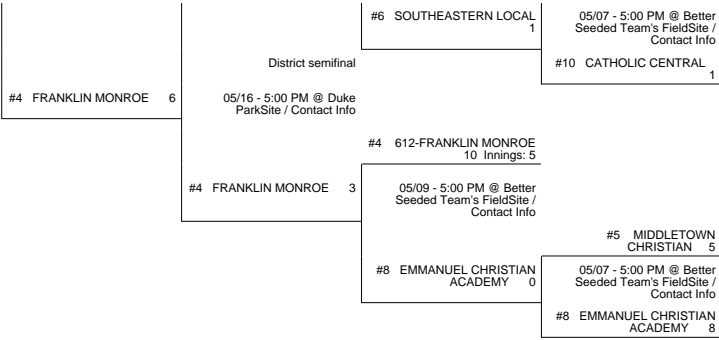 #6 SOUTHEASTERN LOCAL
1
05/07 - 5:00 PM @ Better
Seeded Team's FieldSite /
Contact Info
#10 CATHOLIC CENTRAL
1
District semifinal
#4 FRANKLIN MONROE 6
05/16 - 5:00 PM @ Duke
ParkSite / Contact Info
#4 612-FRANKLIN MONROE
10 Innings: 5
#4 FRANKLIN MONROE 3
05/09 - 5:00 PM @ Better
Seeded Team's FieldSite /
Contact Info
#5 MIDDLETOWN
CHRISTIAN 5
#8 EMMANUEL CHRISTIAN
ACADEMY 0
05/07 - 5:00 PM @ Better
Seeded Team's FieldSite /
Contact Info
#8 EMMANUEL CHRISTIAN
ACADEMY 8